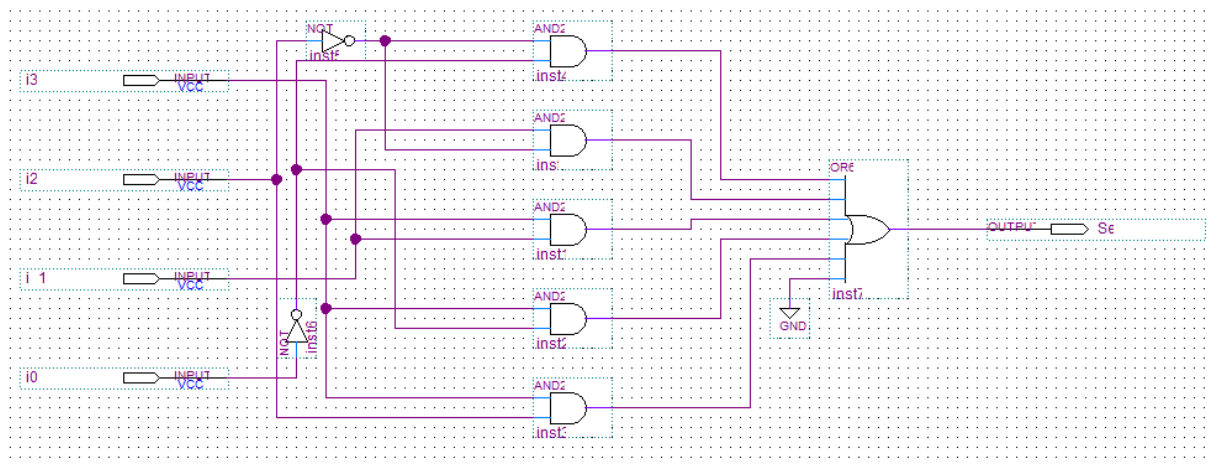 NOT
AND2
inst5
i3
INPUT
VCC
inst4
AND2
i2
INPUT
VCC
inst
OR6
AND2
OUTPUT
Se
i 1
INPUT
VCC
inst1
AND2
inst7
NOT
inst6
GND
inst2
i0
INPUT
VCC
AND2
inst3